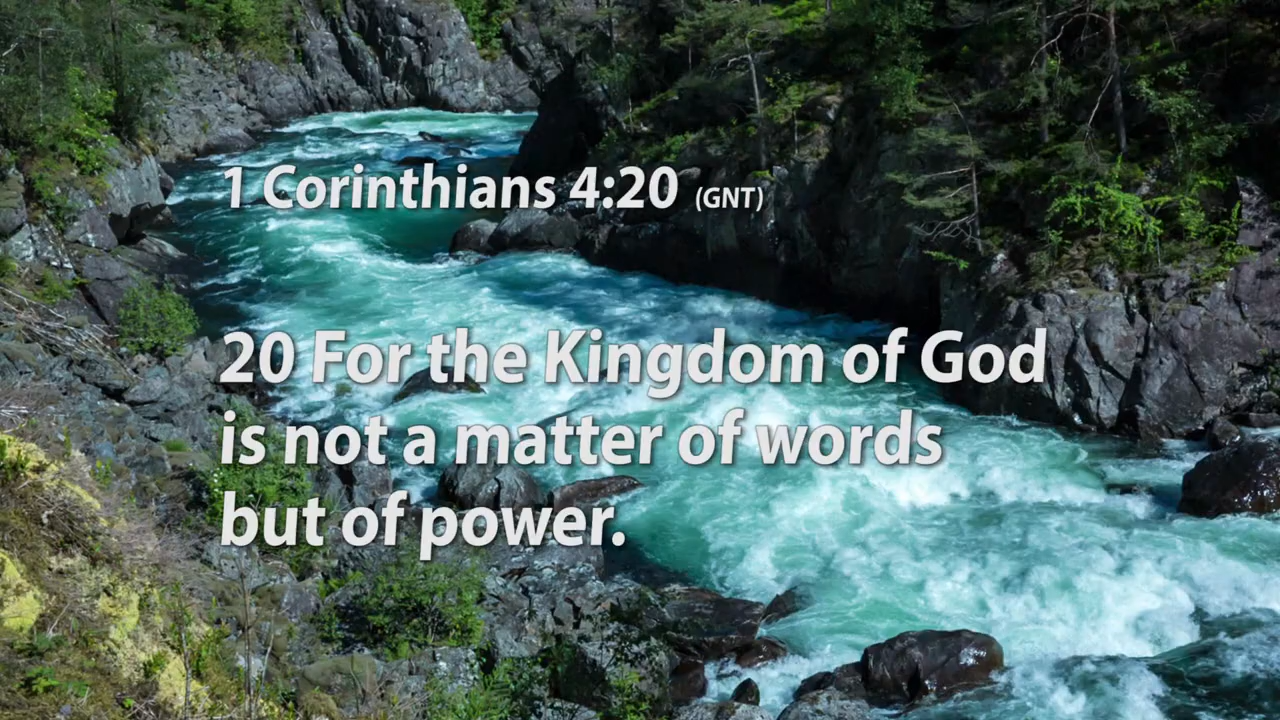 1 Corinthians 4:20 (GNT)
20 For the Kingdom of God
is not a matter of words
but of power.